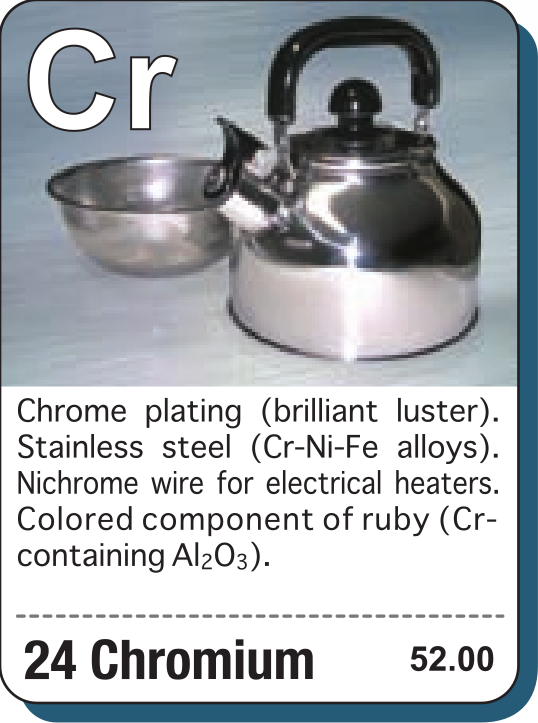 Cr
Chrome plating (brilliant luster).
Stainless steel (Cr-Ni-Fe alloys).
Nichrome wire for electrical heaters.
Colored component of ruby (Cr-
containing Al₂O₃).
24 Chromium 52.00